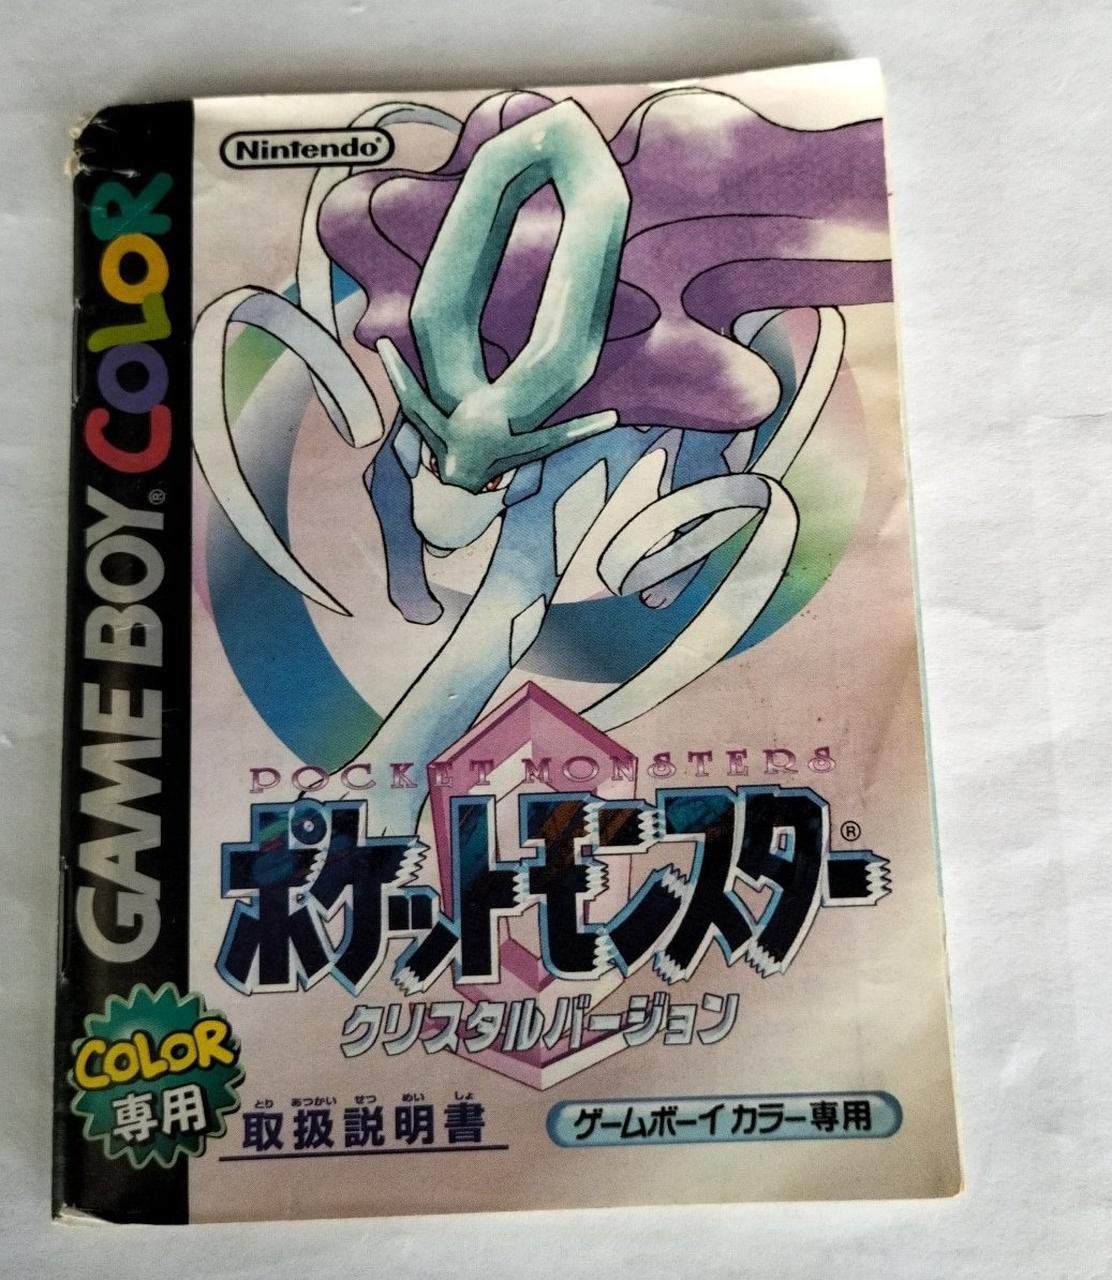 Nintendo®
GAME BOY® COLOR
POCKET MONSTERS
ポケットモンスター®
クリスタルバージョン
COLOR
専用
とり あつかい せつ めい しょ
取扱説明書
ゲームボーイカラー専用